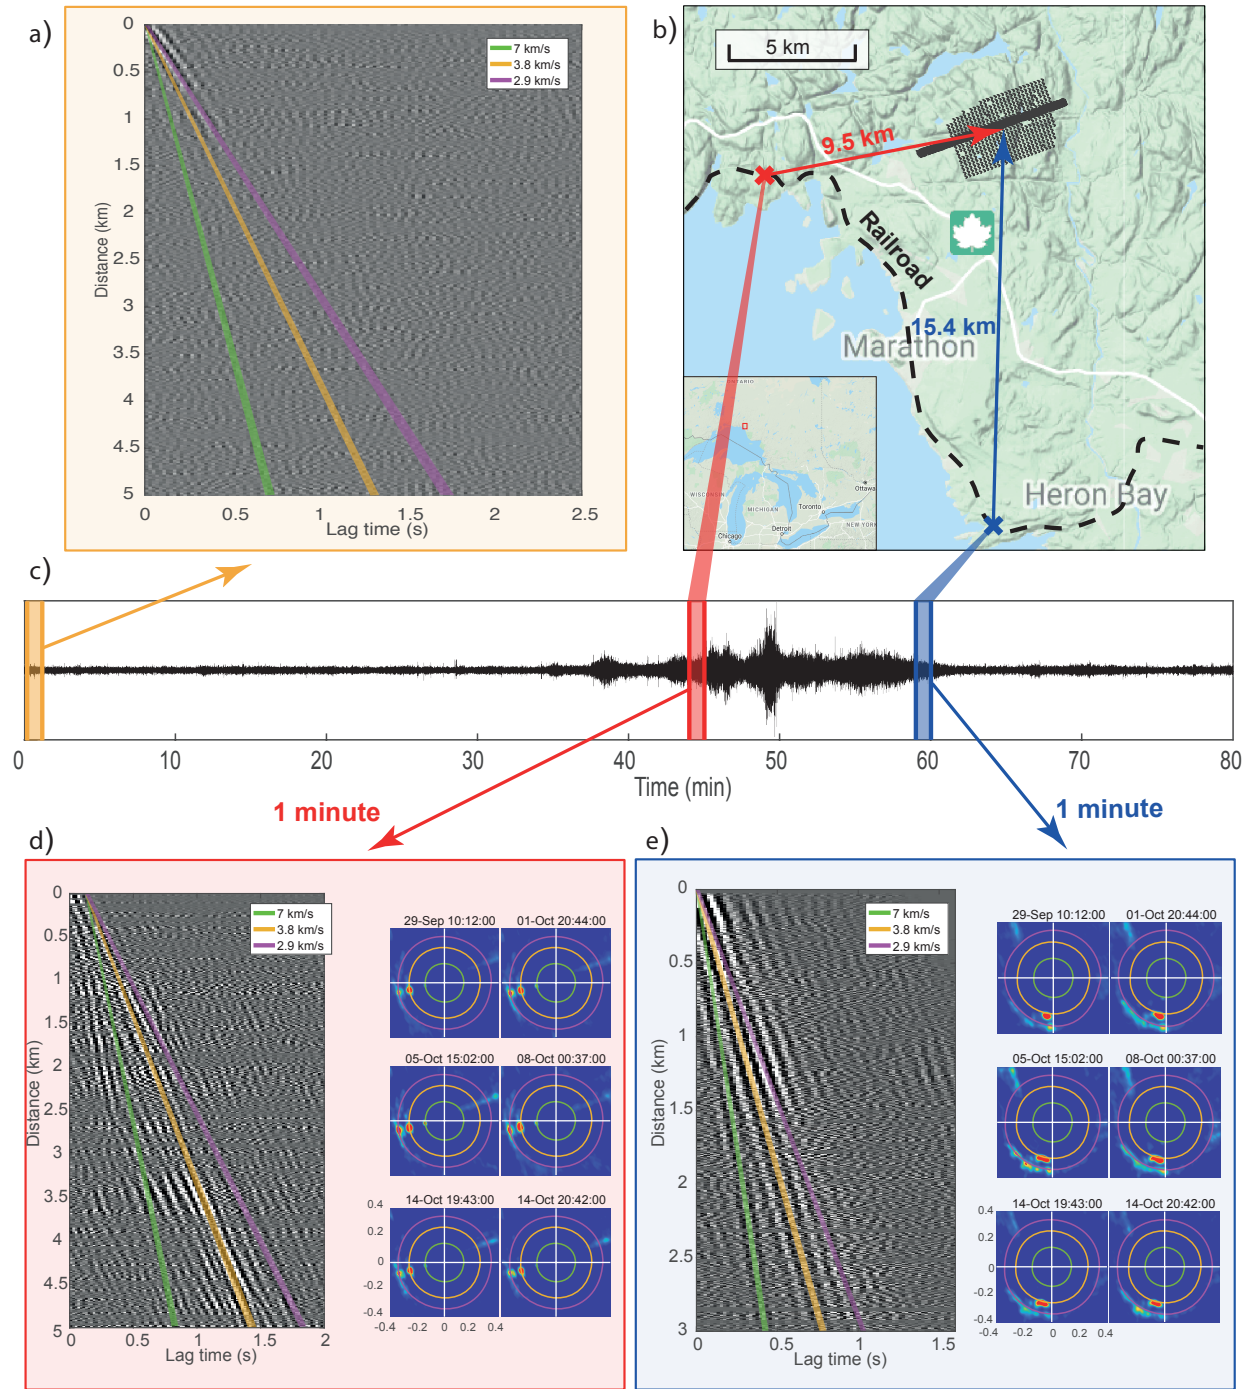 a)
0
0.5
1
1.5
2
2.5
3
3.5
4
4.5
5
Distance (km)
7 km/s
3.8 km/s
2.9 km/s
0
0.5
1
1.5
2
2.5
Lag time (s)
b)
5 km
9.5 km
Railroad
15.4 km
Marathon
Heron Bay
ONTARIO
WISCONSIN
MICHIGAN
Ottawa
Toronto
Detroit
NEW YORK
Chicago
c)
0
10
20
30
40
50
60
70
80
Time (min)
1 minute
1 minute
d)
0
0.5
1
1.5
2
2.5
3
3.5
4
4.5
5
Distance (km)
7 km/s
3.8 km/s
2.9 km/s
0
0.5
1
1.5
2
Lag time (s)
29-Sep 10:12:00
01-Oct 20:44:00
05-Oct 15:02:00
08-Oct 00:37:00
14-Oct 19:43:00
14-Oct 20:42:00
0.4
0.2
0
-0.2
-0.4
-0.4
-0.2
0
0.2
0.4
e)
0
0.5
1
1.5
2
2.5
3
Distance (km)
7 km/s
3.8 km/s
2.9 km/s
0
0.5
1
1.5
Lag time (s)
29-Sep 10:12:00
01-Oct 20:44:00
05-Oct 15:02:00
08-Oct 00:37:00
14-Oct 19:43:00
14-Oct 20:42:00
0.4
0.2
0
-0.2
-0.4
-0.4
-0.2
0
0.2
0.4